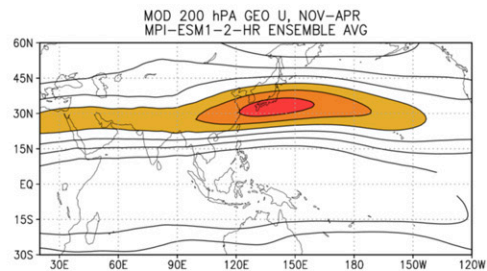 MOD 200 hPA GEO U, NOV-APR
MPI-ESM1-2-HR ENSEMBLE AVG
60N
45N
30N
15N
EQ
15S
30S
30E 60E 90E 120E 150E 180 150W 120W